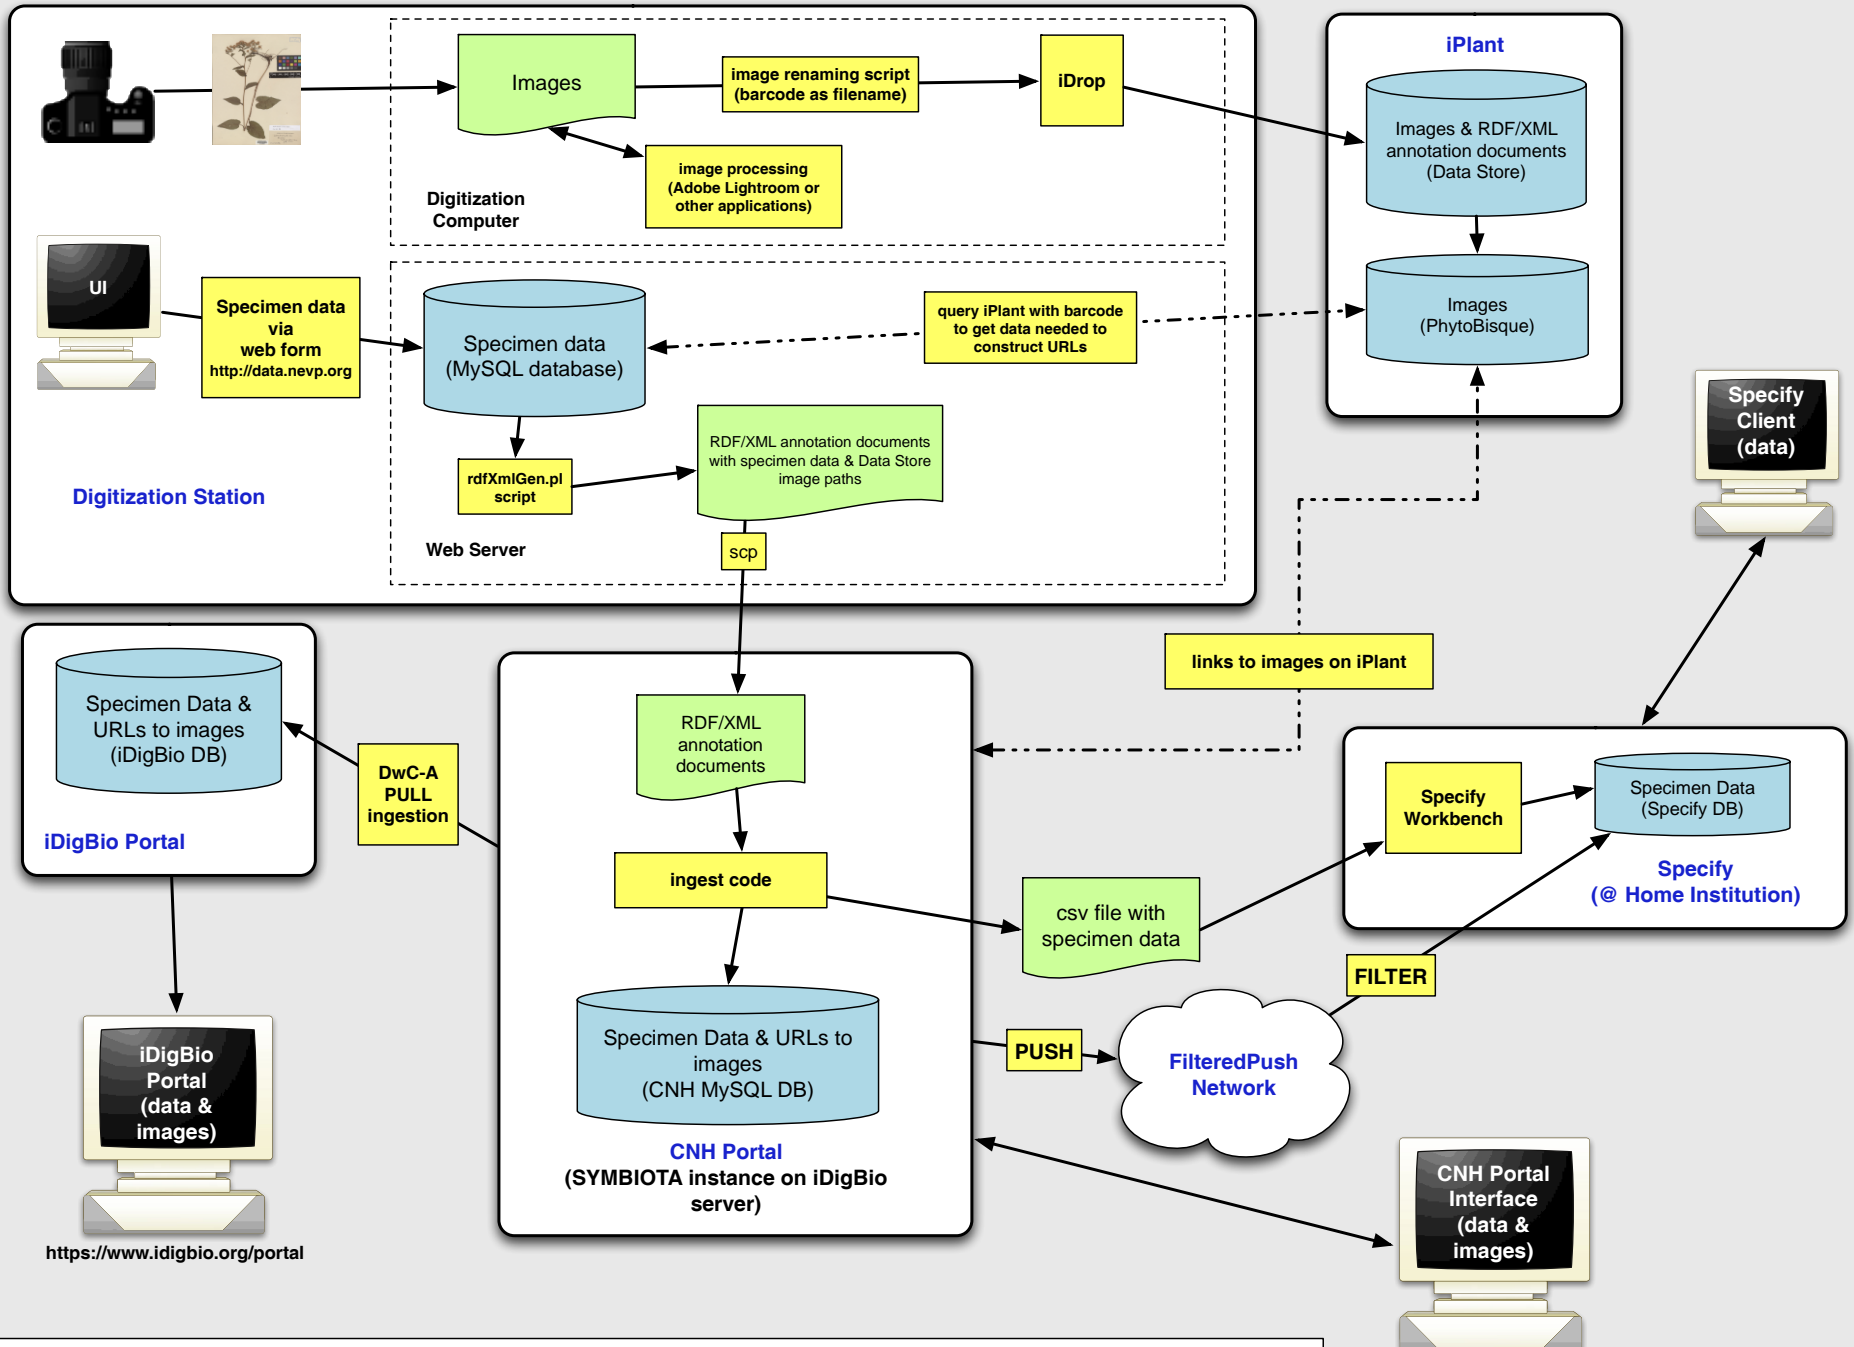 Images
image renaming script
(barcode as filename)
iDrop
image processing
(Adobe Lightroom or
other applications)
Digitization
Computer
iPlant
Images & RDF/XML
annotation documents
(Data Store)
Images
(PhytoBisque)
UI
Specimen data
via
web form
http://data.nevp.org
Specimen data
(MySQL database)
query iPlant with barcode
to get data needed to
construct URLs
rdfXmlGen.pl
script
RDF/XML annotation documents
with specimen data & Data Store
image paths
Digitization Station
Web Server
scp
Specify
Client
(data)
links to images on iPlant
Specimen Data &
URLs to images
(iDigBio DB)
iDigBio Portal
DwC-A
PULL
ingestion
RDF/XML
annotation
documents
ingest code
Specimen Data & URLs to
images
(CNH MySQL DB)
CNH Portal
(SYMBIOTA instance on iDigBio
server)
csv file with
specimen data
Specify
Workbench
Specimen Data
(Specify DB)
Specify
(@ Home Institution)
FILTER
PUSH
FilteredPush
Network
iDigBio
Portal
(data &
images)
https://www.idigbio.org/portal
CNH Portal
Interface
(data &
images)